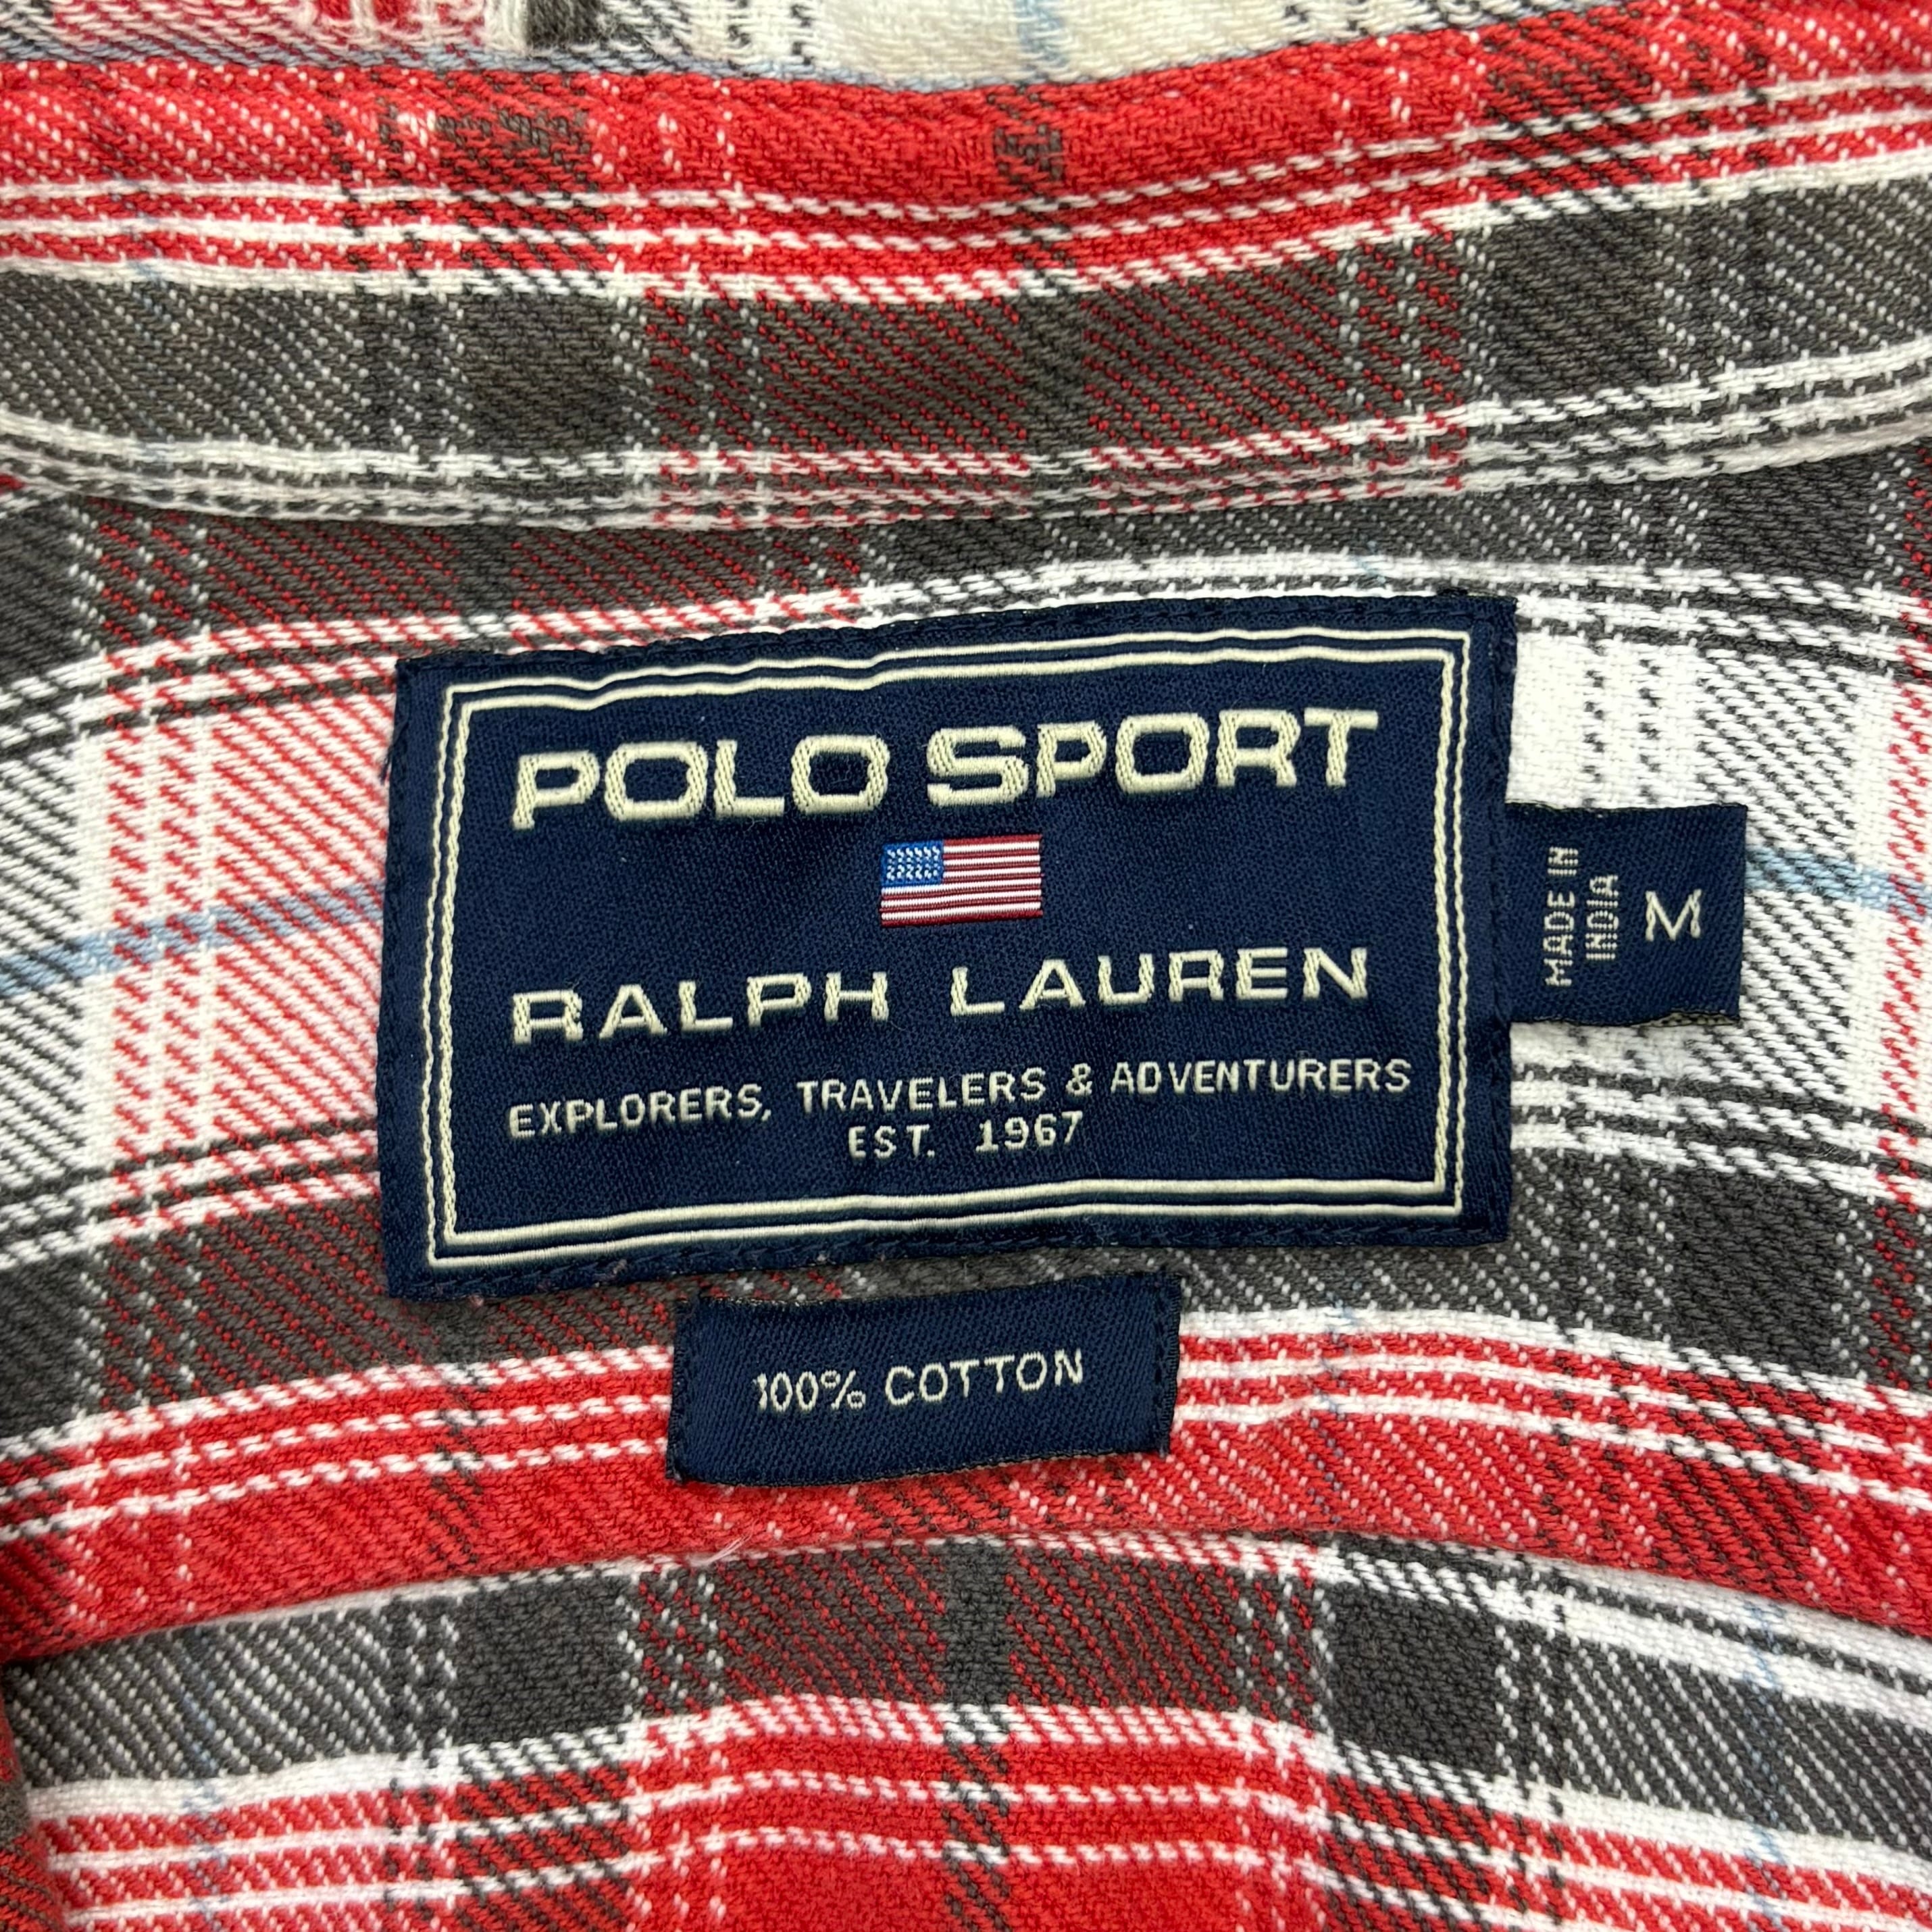 POLO SPORT
RALPH LAUREN
EXPLORERS, TRAVELERS & ADVENTURERS
EST. 1967
MADE IN
INDIA
M
100% COTTON